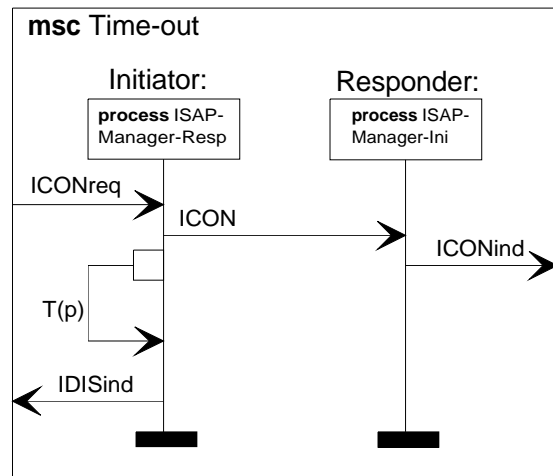 msc Time-out
Initiator:
Responder:
process ISAP-
Manager-Resp
process ISAP-
Manager-Ini
ICONreq
ICON
ICONind
T(p)
IDISind